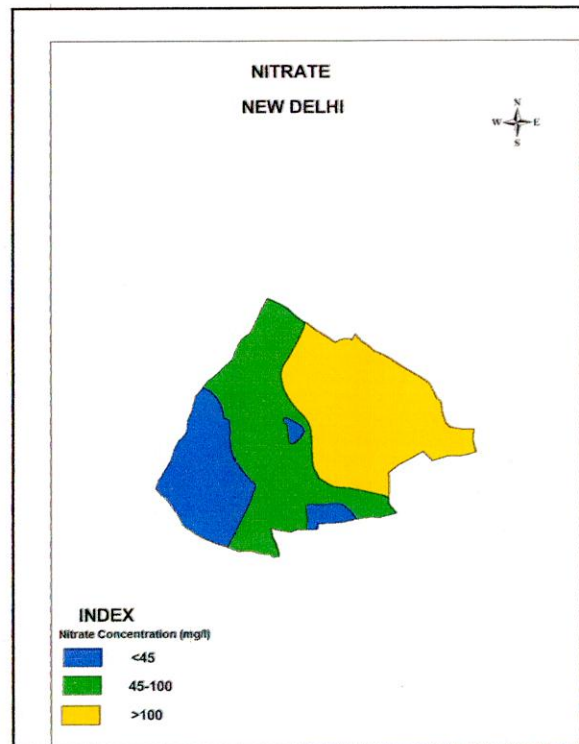 NITRATE
NEW DELHI
N
W E
S
INDEX
Nitrate Concentration (mg/l)
<45
45-100
>100